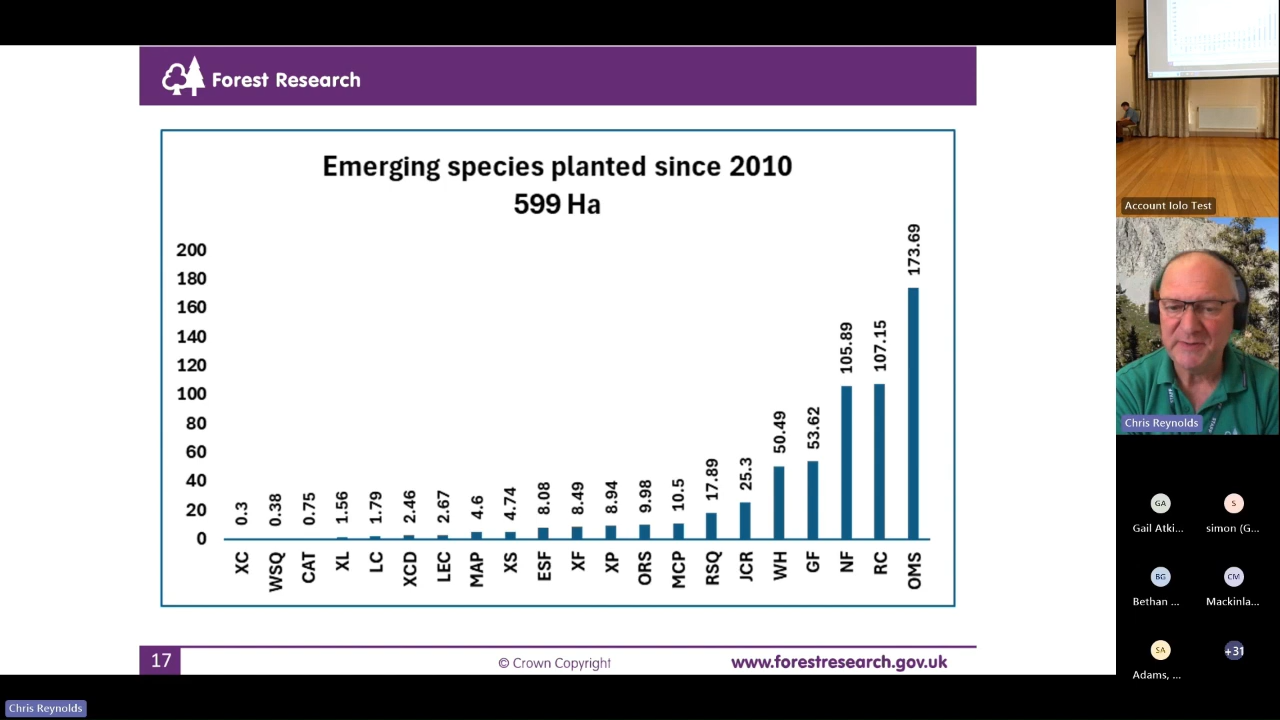 Forest Research
Emerging species planted since 2010
599 Ha
200
180
160
140
120
100
80
60
40
20
0
0.3
0.38
0.75
1.56
1.79
2.46
2.67
4.6
4.74
8.08
8.49
8.94
9.98
10.5
17.89
25.3
50.49
53.62
105.89
107.15
173.69
XC
WSQ
CAT
XL
LC
XCD
LEC
MAP
XS
ESF
XF
XP
ORS
MCP
RSQ
JCR
WH
GF
NF
RC
OMS
17
© Crown Copyright
www.forestresearch.gov.uk
Chris Reynolds
Account Iolo Test
Chris Reynolds
GA
S
Gail Atki...
simon (G...
BG
CM
Bethan ...
Mackinla...
SA
+31
Adams, ...